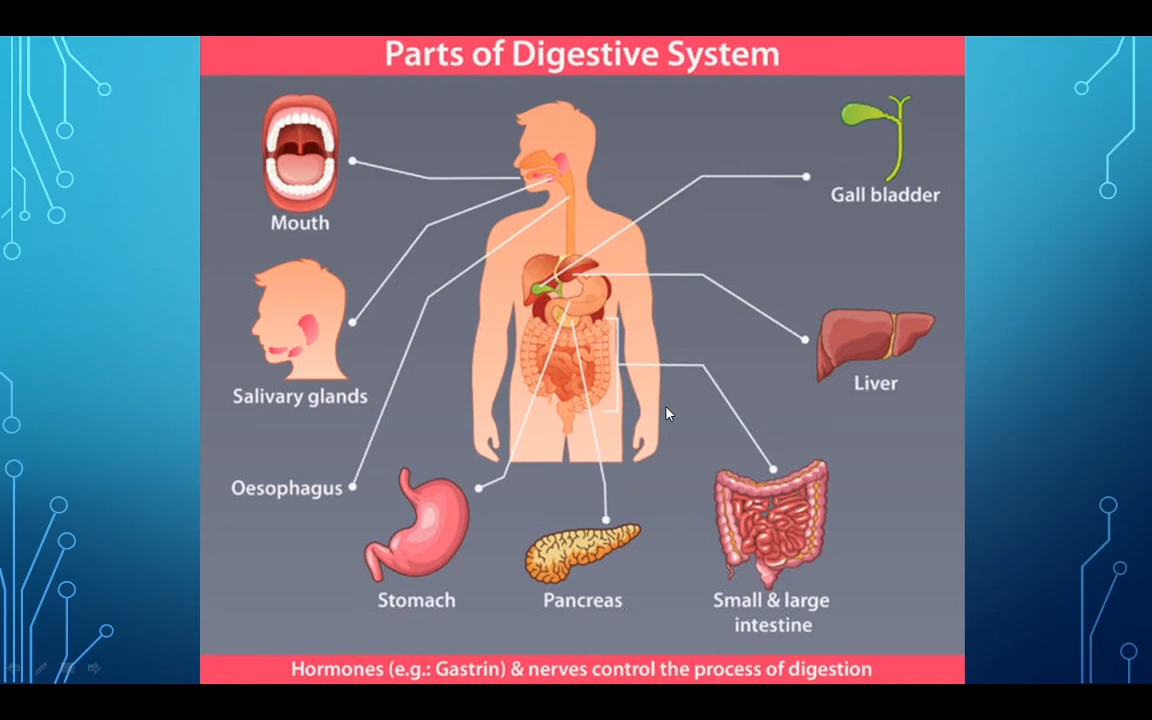 Parts of Digestive System
Mouth
Gall bladder
Salivary glands
Liver
Oesophagus
Stomach
Pancreas
Small & large
intestine
Hormones (e.g.: Gastrin) & nerves control the process of digestion